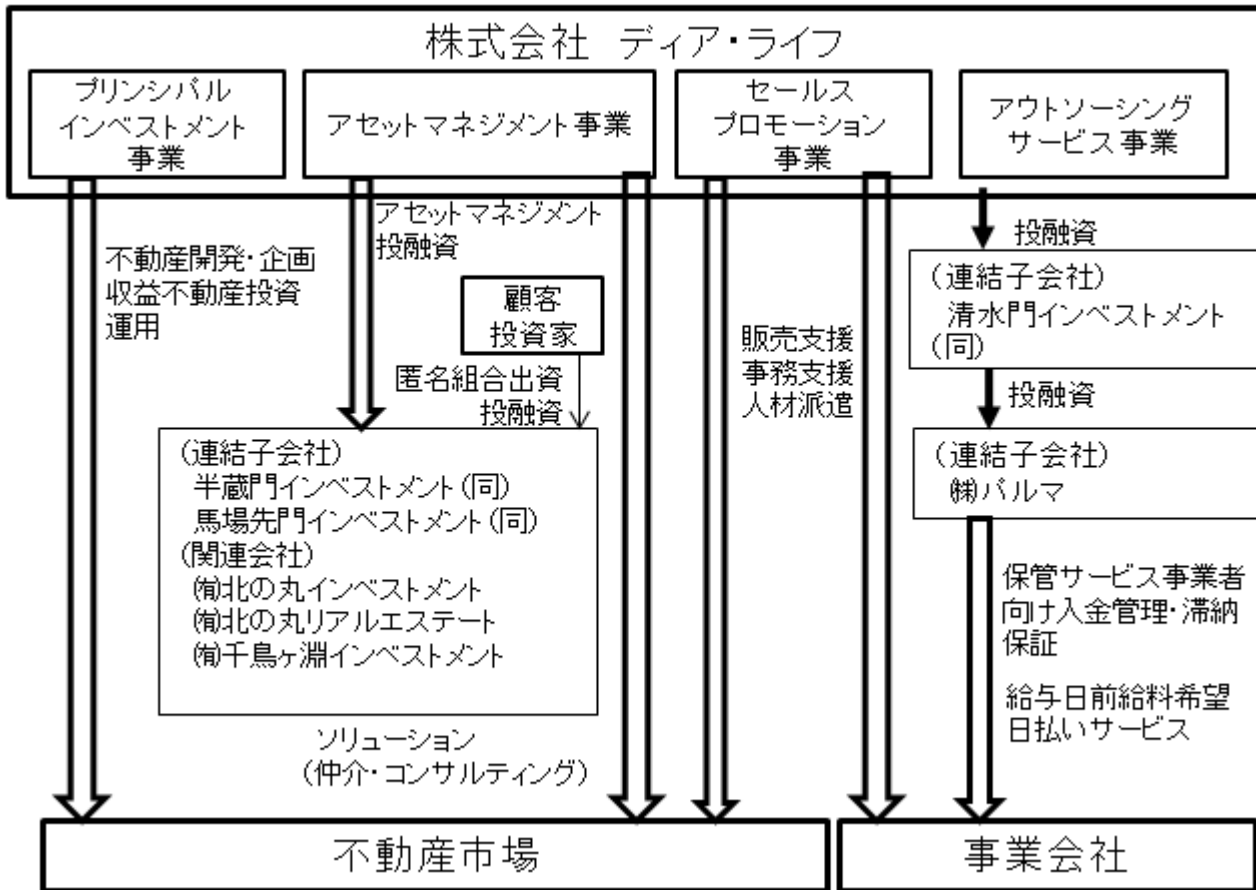 株式会社 ディア・ライフ
プリンシパル
インベストメント
事業
アセットマネジメント事業
セールス
プロモーション
事業
アウトソーシング
サービス事業
不動産開発・企画
収益不動産投資
運用
アセットマネジメント
投融資
顧客
投資家
匿名組合出資
投融資
(連結子会社)
半蔵門インベストメント(同)
馬場先門インベストメント(同)
(関連会社)
㈲北の丸インベストメント
㈲北の丸リアルエステート
㈲千鳥ヶ淵インベストメント
ソリューション
(仲介・コンサルティング)
販売支援
事務支援
人材派遣
投融資
(連結子会社)
清水門インベストメント
(同)
投融資
(連結子会社)
㈱パルマ
保管サービス事業者
向け入金管理・滞納
保証
給与日前給料希望
日払いサービス
不動産市場
事業会社